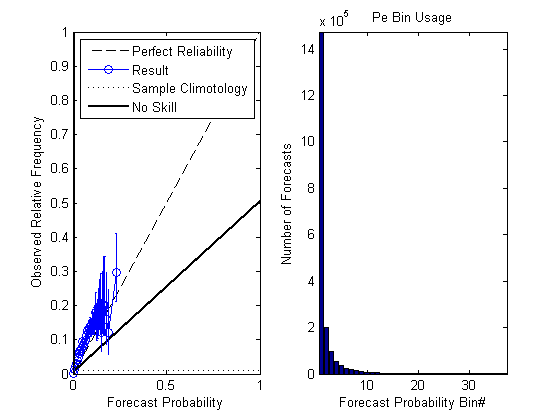 1
0.9
0.8
0.7
0.6
0.5
0.4
0.3
0.2
0.1
0
Observed Relative Frequency
Perfect Reliability
Result
Sample Climotology
No Skill
0 0.5 1
Forecast Probability
x 10^5
Pe Bin Usage
14
12
10
8
6
4
2
0
Number of Forecasts
10 20 30
Forecast Probability Bin#